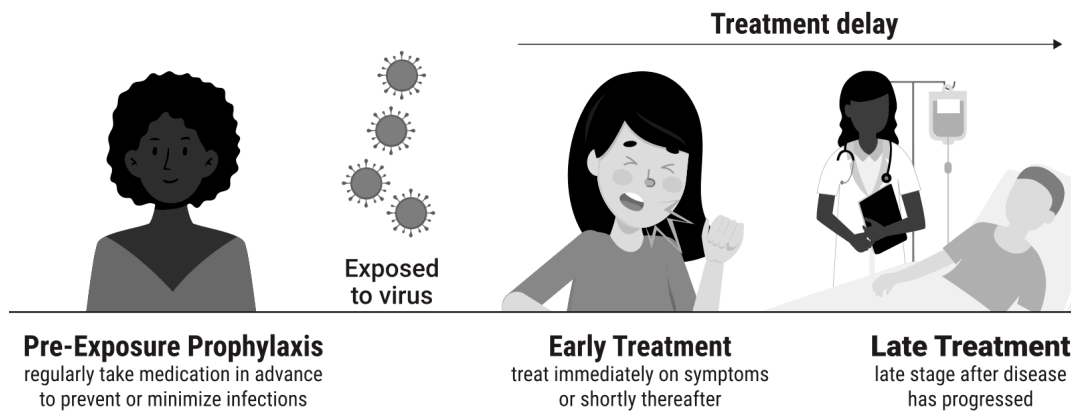 Treatment delay
Exposed
to virus
Pre-Exposure Prophylaxis
regularly take medication in advance
to prevent or minimize infections
Early Treatment
treat immediately on symptoms
or shortly thereafter
Late Treatment
late stage after disease
has progressed